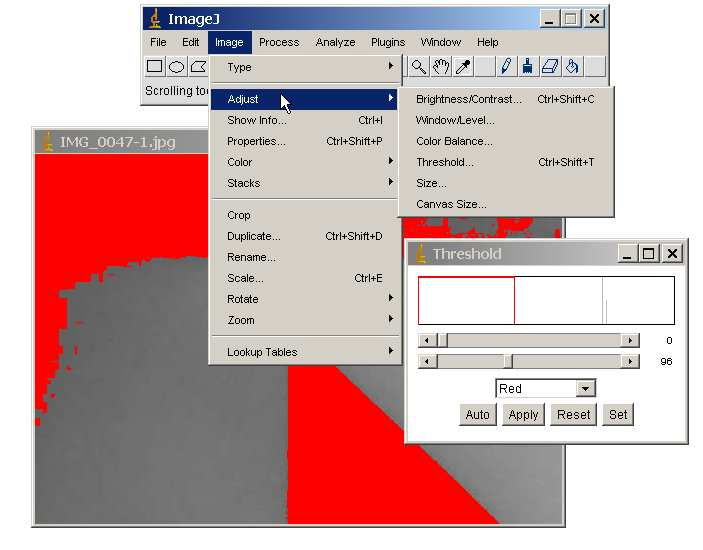 ImageJ
File Edit Image Process Analyze Plugins Window Help
Scrolling too
Type
Adjust
Show Info... Ctrl+I
Properties... Ctrl+Shift+P
Color
Stacks
Crop
Duplicate... Ctrl+Shift+D
Rename...
Scale... Ctrl+E
Rotate
Zoom
Lookup Tables
Brightness/Contrast... Ctrl+Shift+C
Window/Level...
Color Balance...
Threshold... Ctrl+Shift+T
Size...
Canvas Size...
IMG_0047-1.jpg
Threshold
0
96
Red
Auto Apply Reset Set